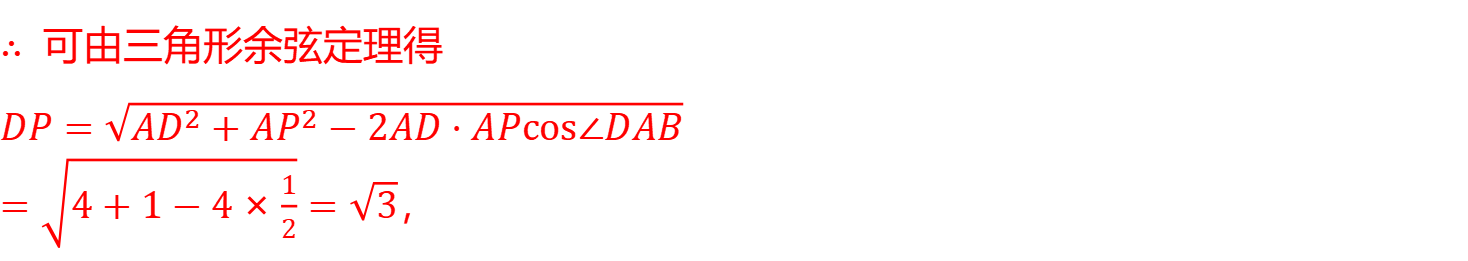 ∴ 可由三角形余弦定理得
DP = √(AD² + AP² − 2AD · APcos∠DAB)
= √(4 + 1 − 4 × 1/2) = √3,